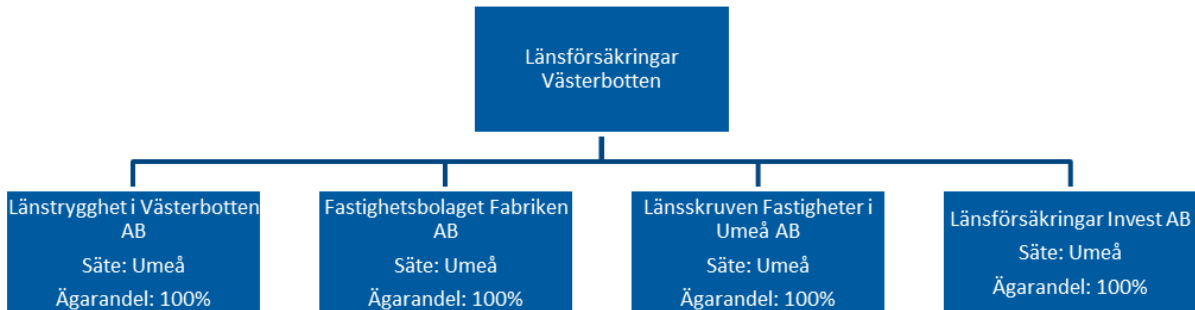 Länsförsäkringar
Västerbotten
Länstrygghet i Västerbotten
AB
Säte: Umeå
Ägarandel: 100%
Fastighetsbolaget Fabriken
AB
Säte: Umeå
Ägarandel: 100%
Länsskruven Fastigheter i
Umeå AB
Säte: Umeå
Ägarandel: 100%
Länsförsäkringar Invest AB
Säte: Umeå
Ägarandel: 100%